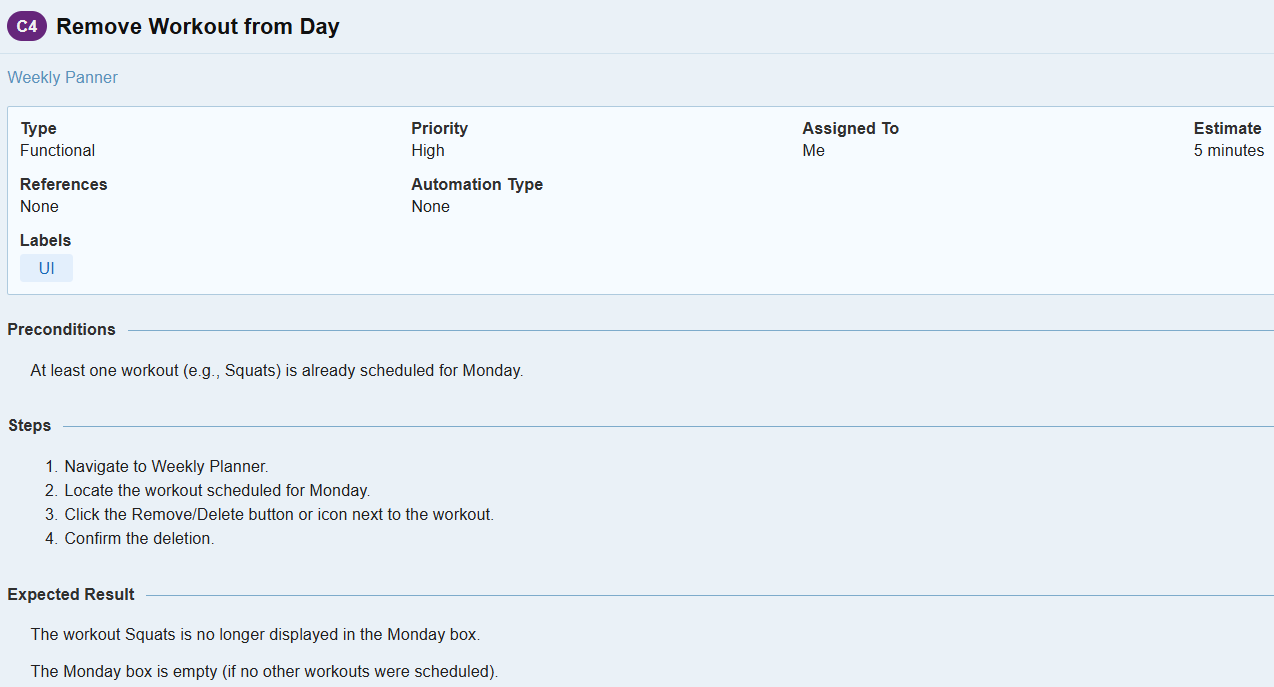 C4 Remove Workout from Day
Weekly Panner
Type Priority Assigned To Estimate
Functional High Me 5 minutes
References Automation Type
None None
Labels
UI
Preconditions
At least one workout (e.g., Squats) is already scheduled for Monday.
Steps
1. Navigate to Weekly Planner.
2. Locate the workout scheduled for Monday.
3. Click the Remove/Delete button or icon next to the workout.
4. Confirm the deletion.
Expected Result
The workout Squats is no longer displayed in the Monday box.
The Monday box is empty (if no other workouts were scheduled).